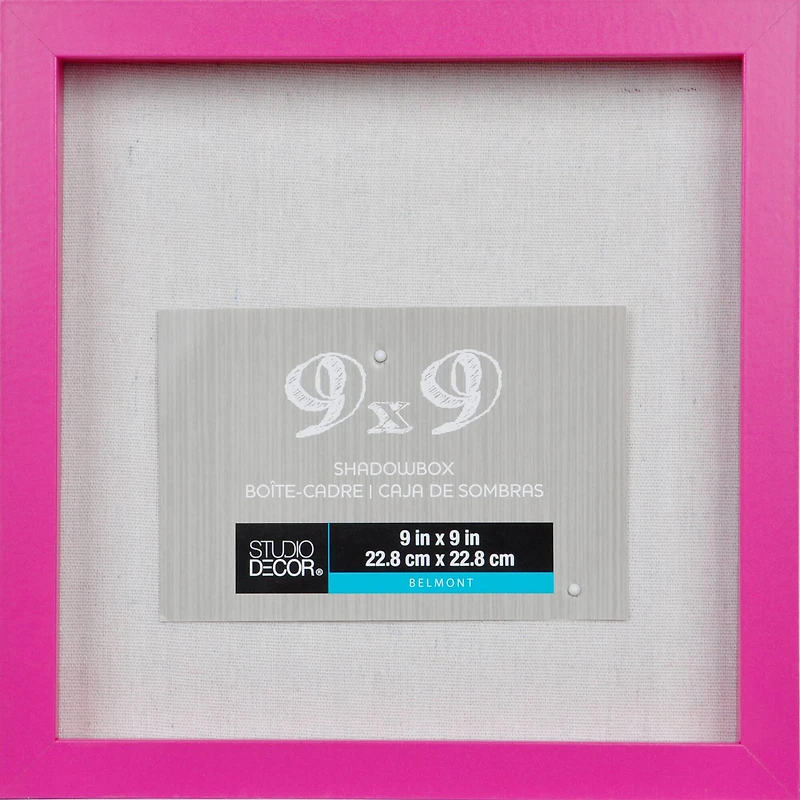 9x9
SHADOWBOX
BOÎTE-CADRE | CAJA DE SOMBRAS
STUDIO
DECOR®
9 in x 9 in
22.8 cm x 22.8 cm
BELMONT